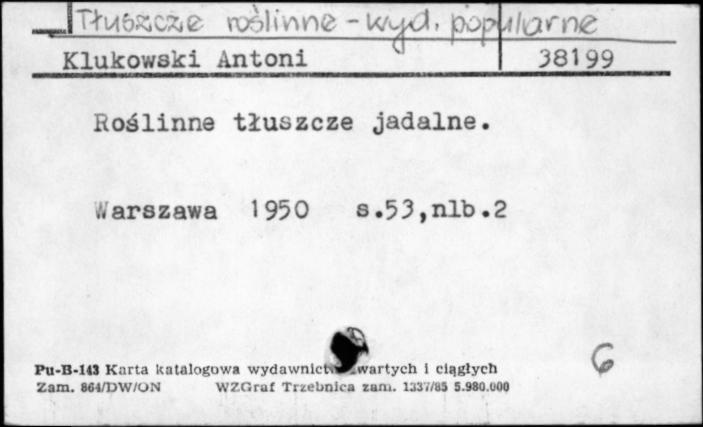 Tłuszcze roślinne - wyd. popularne
Klukowski Antoni 38199
Roślinne tłuszcze jadalne.
Warszawa 1950 s.53,nlb.2
Pu-B-143 Karta katalogowa wydawnictw zwartych i ciągłych
Zam. 864/DW/ON WZGraf Trzebnica zam. 1337/85 5.980.000
6